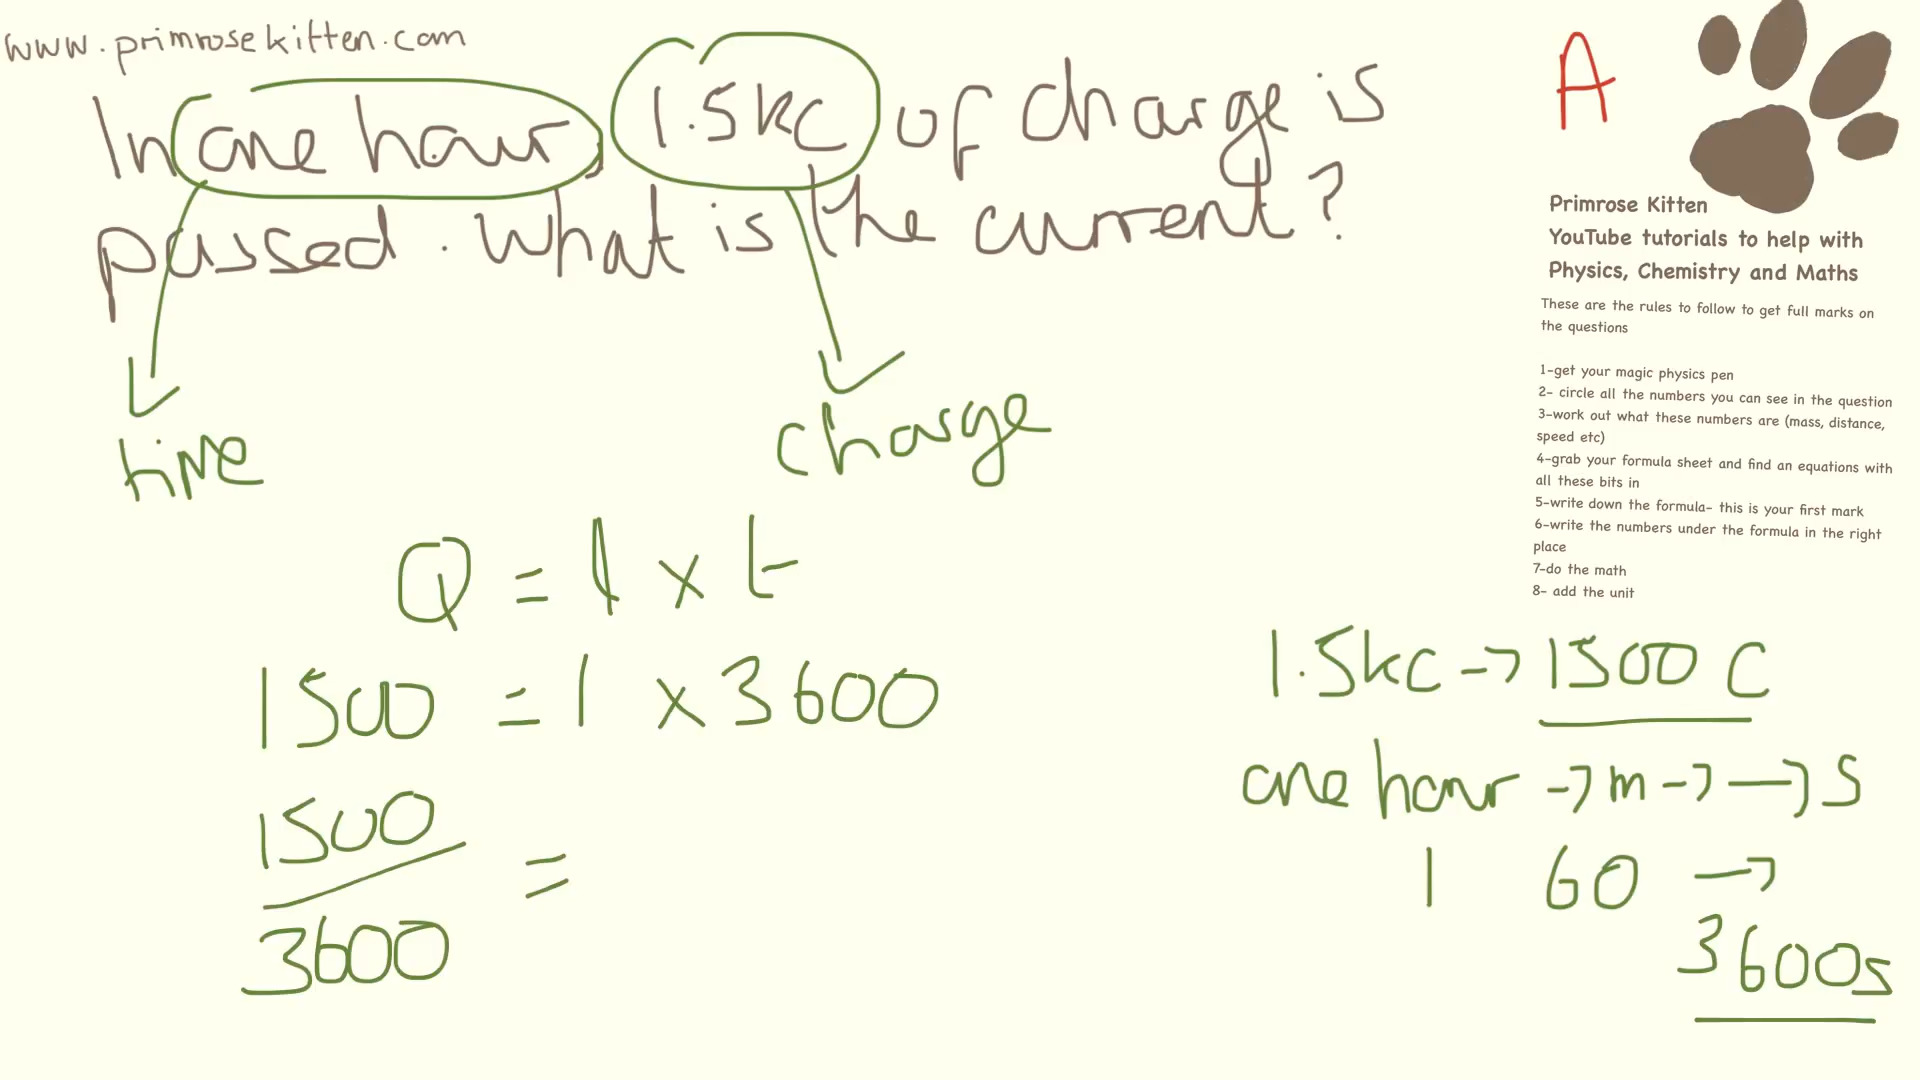 www.primrosekitten.com
A
In one hour, 1.5kC of charge is
passed. What is the current?
time
charge
Q = I x t
1500 = I x 3600
1500
=
3600
Primrose Kitten
YouTube tutorials to help with
Physics, Chemistry and Maths
These are the rules to follow to get full marks on
the questions
1-get your magic physics pen
2- circle all the numbers you can see in the question
3-work out what these numbers are (mass, distance,
speed etc)
4-grab your formula sheet and find an equations with
all these bits in
5-write down the formula- this is your first mark
6-write the numbers under the formula in the right
place
7-do the math
8- add the unit
1.5kC → 1500 C
one hour → m → → s
1 60 →
3600s